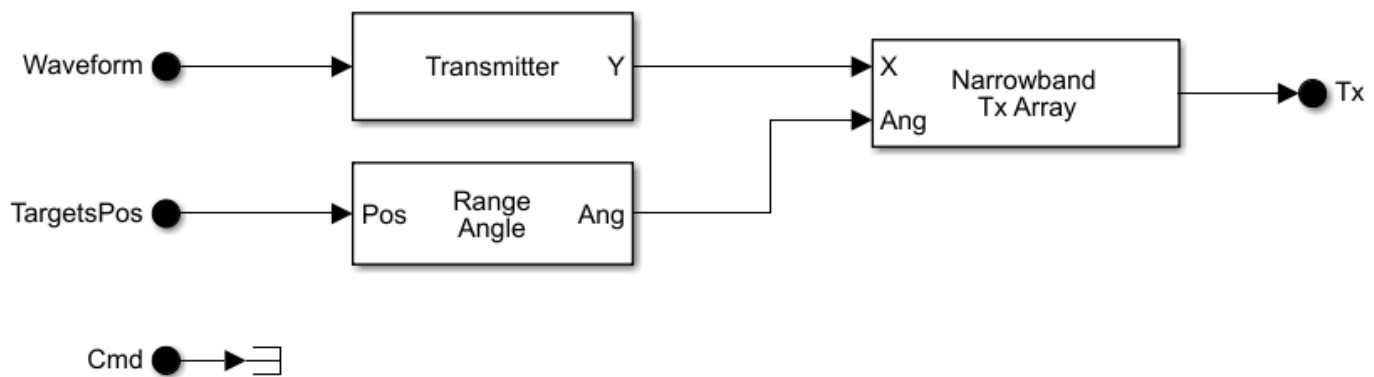 Waveform
Transmitter
Y
X
Narrowband
Tx Array
Ang
Tx
TargetsPos
Pos
Range
Angle
Ang
Cmd